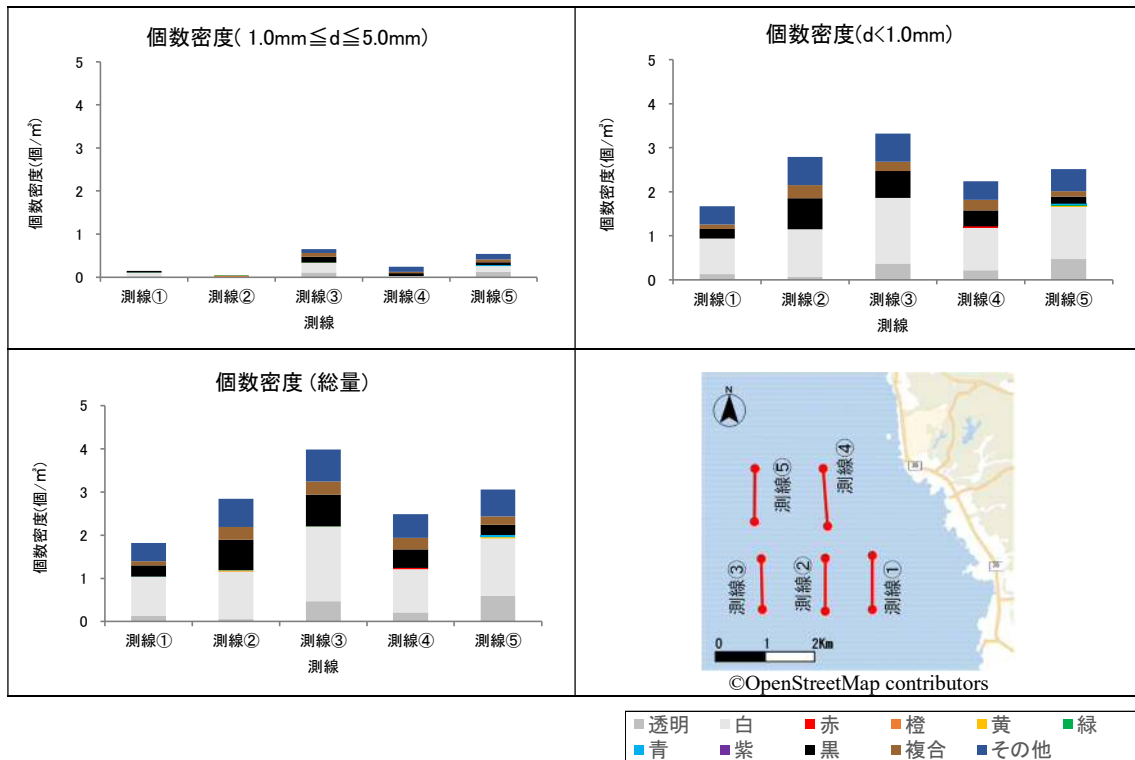 個数密度( 1.0mm≦d≦5.0mm)
個数密度(個/㎡)
5
4
3
2
1
0
測線① 測線② 測線③ 測線④ 測線⑤
測線
個数密度(d<1.0mm)
個数密度(個/㎡)
5
4
3
2
1
0
測線① 測線② 測線③ 測線④ 測線⑤
測線
個数密度 (総量)
個数密度(個/㎡)
5
4
3
2
1
0
測線① 測線② 測線③ 測線④ 測線⑤
測線
N
測線⑤
測線④
測線③
測線②
測線①
0 1 2Km
©OpenStreetMap contributors
透明 白 赤 橙 黄 緑
青 紫 黒 複合 その他